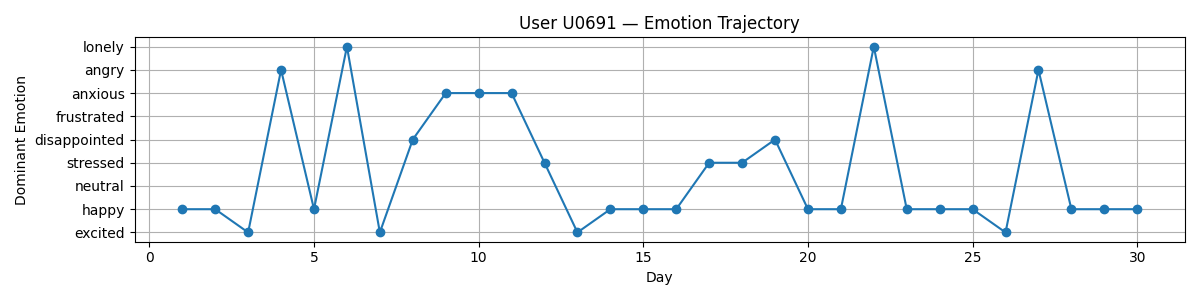 User U0691 — Emotion Trajectory
Dominant Emotion
lonely
angry
anxious
frustrated
disappointed
stressed
neutral
happy
excited
0 5 10 15 20 25 30
Day